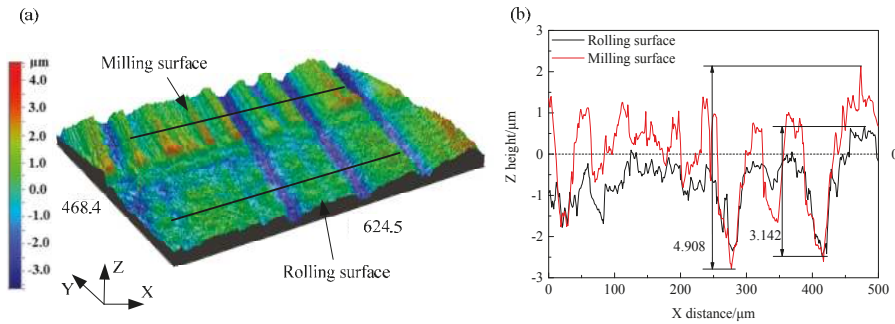 (a)
µm
4.0
3.0
2.0
1.0
0.0
-1.0
-2.0
-3.0
Milling surface
Rolling surface
468.4
624.5
Z
Y
X
(b)
Rolling surface
Milling surface
Z height/µm
3
2
1
0
-1
-2
-3
0
4.908
3.142
0 100 200 300 400 500
X distance/µm